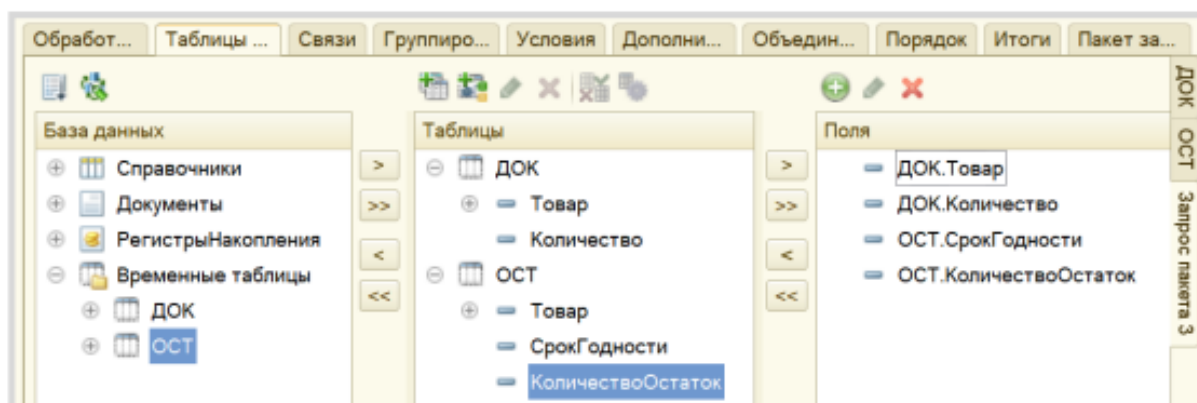 Обработ... Таблицы ... Связи Группиро... Условия Дополни... Объедин... Порядок Итоги Пакет за...
База данных
Справочники
Документы
РегистрыНакопления
Временные таблицы
ДОК
ОСТ
>
>>
<
<<
Таблицы
ДОК
Товар
Количество
ОСТ
Товар
СрокГодности
КоличествоОстаток
>
>>
<
<<
Поля
ДОК.Товар
ДОК.Количество
ОСТ.СрокГодности
ОСТ.КоличествоОстаток
ДОК
ОСТ
Запрос пакета 3